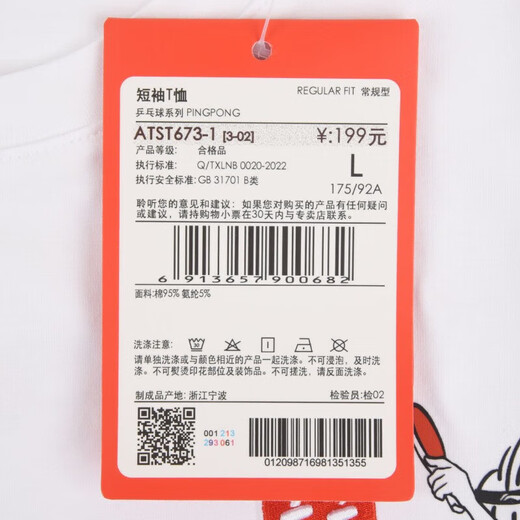 短袖T恤
REGULAR FIT 常规型
乒乓球系列 PINGPONG
ATST673-1 [3-02]
¥:199元
产品等级: 合格品
执行标准: Q/TXLNB 0020-2022
执行安全标准: GB 31701 B类
L
175/92A
聆听您的意见和建议: 如果您对购买的产品有任何疑问
或建议, 请持购物小票在30天内与专卖店联系。
6 913657 900682
面料:棉95% 氨纶5%
洗涤注意:
请单独洗涤或与颜色相近的产品一起洗涤。不可浸泡, 及时洗
涤。不可熨烫印花部位及装饰品。不可搓洗, 请反面洗涤。
制成品产地: 浙江宁波
检验员:检02
001 213
293 061
012098716981351355